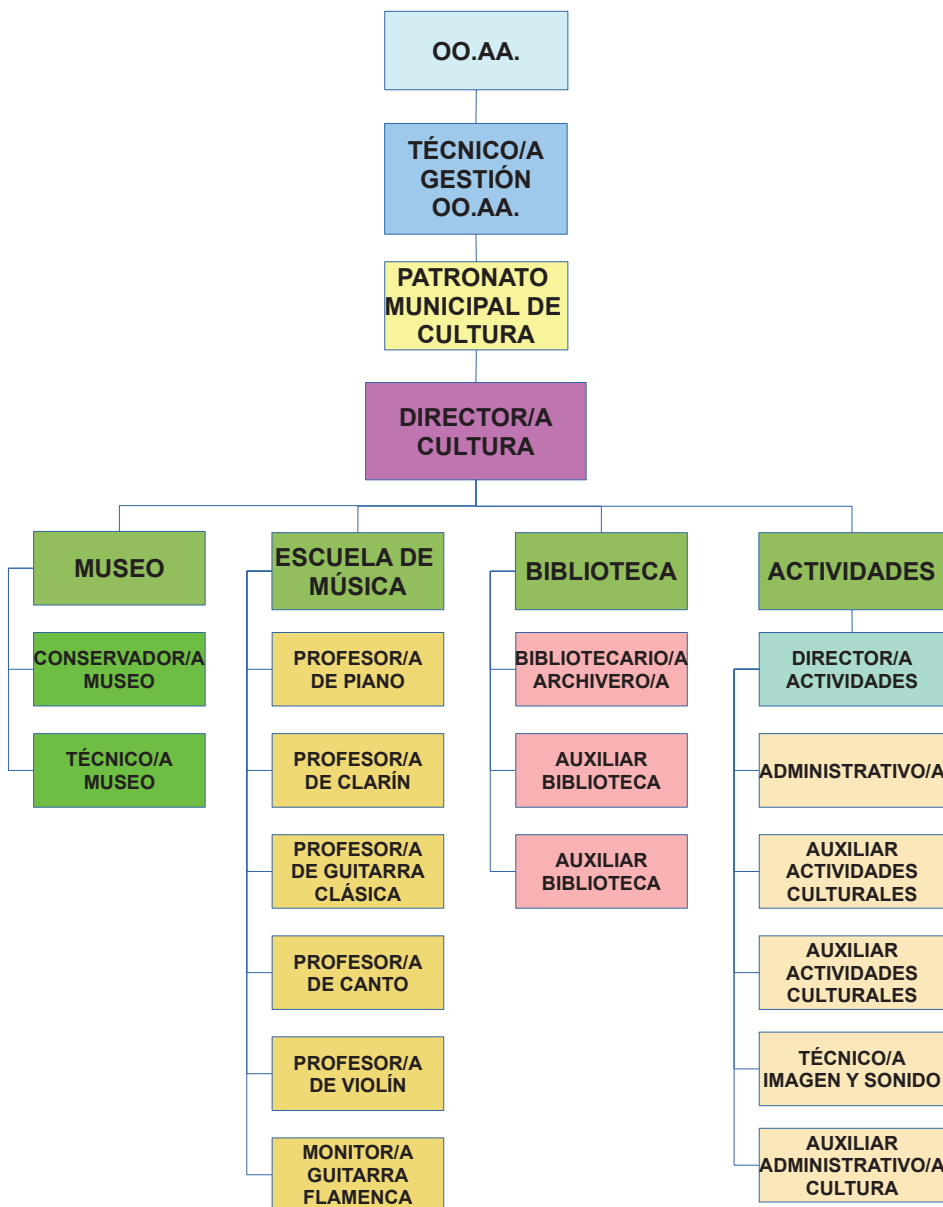 OO.AA.
TÉCNICO/A
GESTIÓN
OO.AA.
PATRONATO
MUNICIPAL DE
CULTURA
DIRECTOR/A
CULTURA
MUSEO
CONSERVADOR/A
MUSEO
TÉCNICO/A
MUSEO
ESCUELA DE
MÚSICA
PROFESOR/A
DE PIANO
PROFESOR/A
DE CLARÍN
PROFESOR/A
DE GUITARRA
CLÁSICA
PROFESOR/A
DE CANTO
PROFESOR/A
DE VIOLÍN
MONITOR/A
GUITARRA
FLAMENCA
BIBLIOTECA
BIBLIOTECARIO/A
ARCHIVERO/A
AUXILIAR
BIBLIOTECA
AUXILIAR
BIBLIOTECA
ACTIVIDADES
DIRECTOR/A
ACTIVIDADES
ADMINISTRATIVO/A
AUXILIAR
ACTIVIDADES
CULTURALES
AUXILIAR
ACTIVIDADES
CULTURALES
TÉCNICO/A
IMAGEN Y SONIDO
AUXILIAR
ADMINISTRATIVO/A
CULTURA